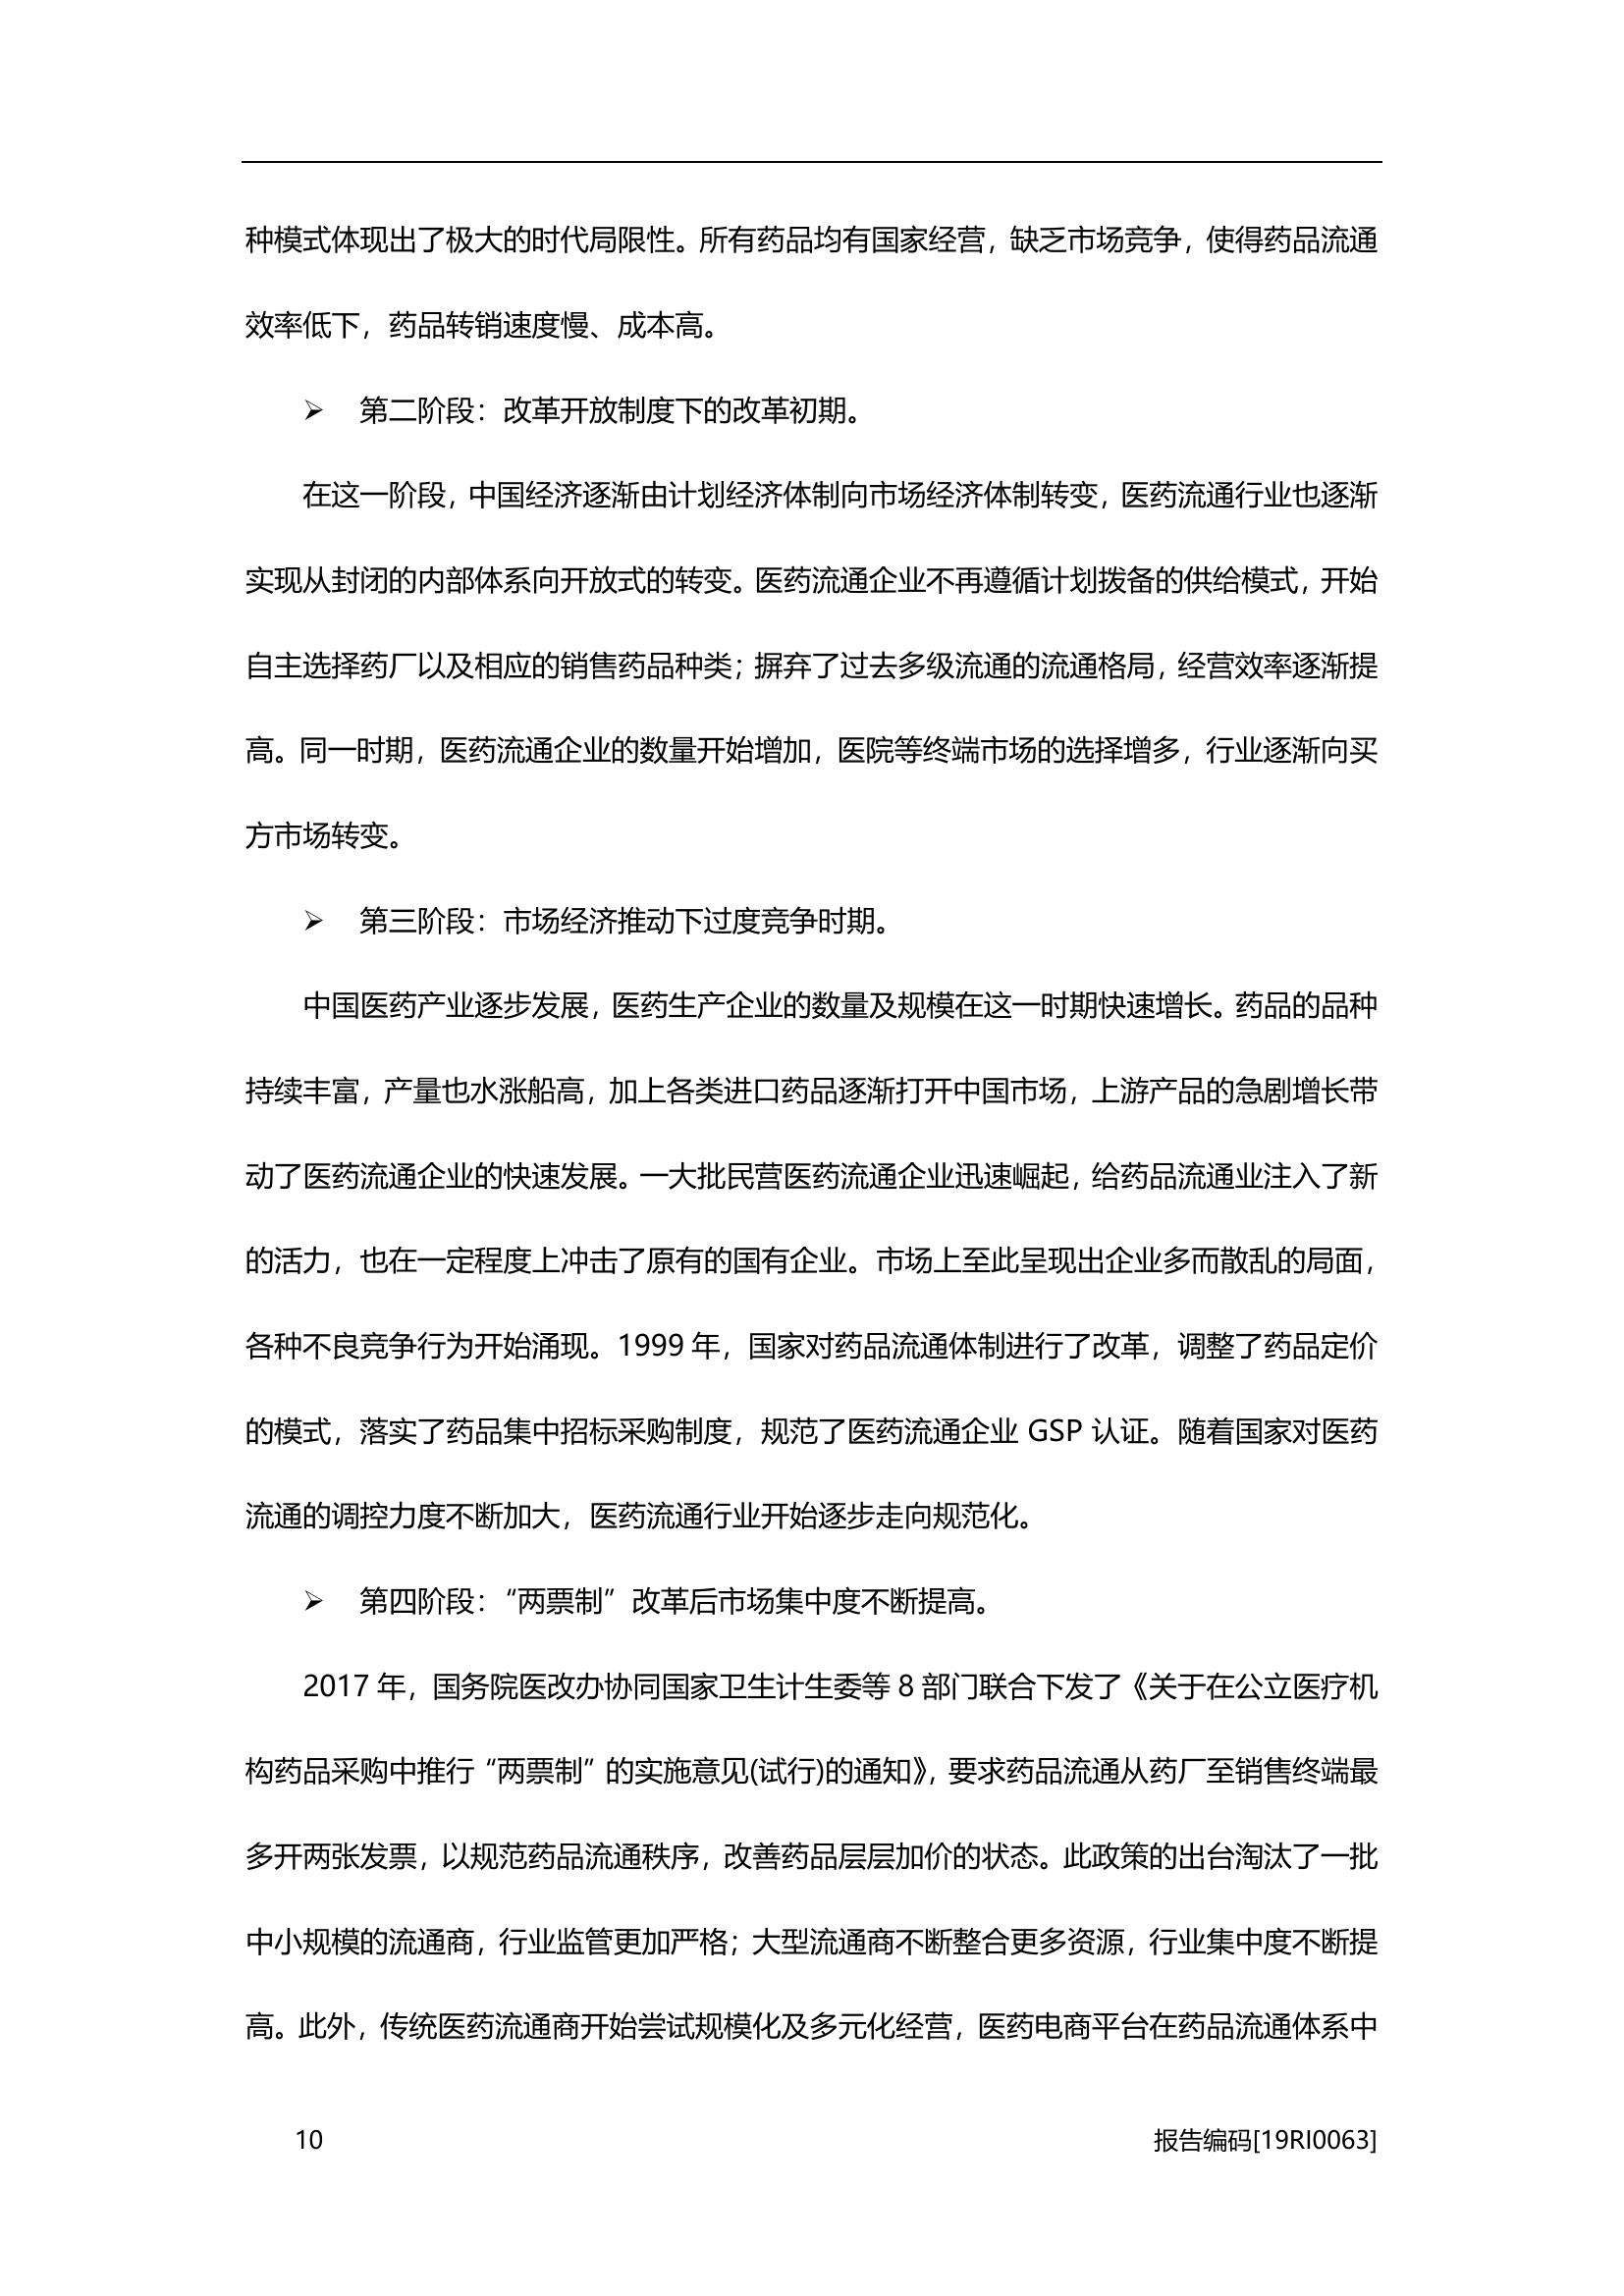 种模式体现出了极大的时代局限性。所有药品均有国家经营，缺乏市场竞争，使得药品流通
效率低下，药品转销速度慢、成本高。
➢ 第二阶段：改革开放制度下的改革初期。
在这一阶段，中国经济逐渐由计划经济体制向市场经济体制转变，医药流通行业也逐渐
实现从封闭的内部体系向开放式的转变。医药流通企业不再遵循计划拨备的供给模式，开始
自主选择药厂以及相应的销售药品种类；摒弃了过去多级流通的流通格局，经营效率逐渐提
高。同一时期，医药流通企业的数量开始增加，医院等终端市场的选择增多，行业逐渐向买
方市场转变。
➢ 第三阶段：市场经济推动下过度竞争时期。
中国医药产业逐步发展，医药生产企业的数量及规模在这一时期快速增长。药品的品种
持续丰富，产量也水涨船高，加上各类进口药品逐渐打开中国市场，上游产品的急剧增长带
动了医药流通企业的快速发展。一大批民营医药流通企业迅速崛起，给药品流通业注入了新
的活力，也在一定程度上冲击了原有的国有企业。市场上至此呈现出企业多而散乱的局面，
各种不良竞争行为开始涌现。1999 年，国家对药品流通体制进行了改革，调整了药品定价
的模式，落实了药品集中招标采购制度，规范了医药流通企业 GSP 认证。随着国家对医药
流通的调控力度不断加大，医药流通行业开始逐步走向规范化。
➢ 第四阶段：“两票制”改革后市场集中度不断提高。
2017 年，国务院医改办协同国家卫生计生委等 8 部门联合下发了《关于在公立医疗机
构药品采购中推行“两票制”的实施意见(试行)的通知》，要求药品流通从药厂至销售终端最
多开两张发票，以规范药品流通秩序，改善药品层层加价的状态。此政策的出台淘汰了一批
中小规模的流通商，行业监管更加严格；大型流通商不断整合更多资源，行业集中度不断提
高。此外，传统医药流通商开始尝试规模化及多元化经营，医药电商平台在药品流通体系中
10 报告编码[19RI0063]